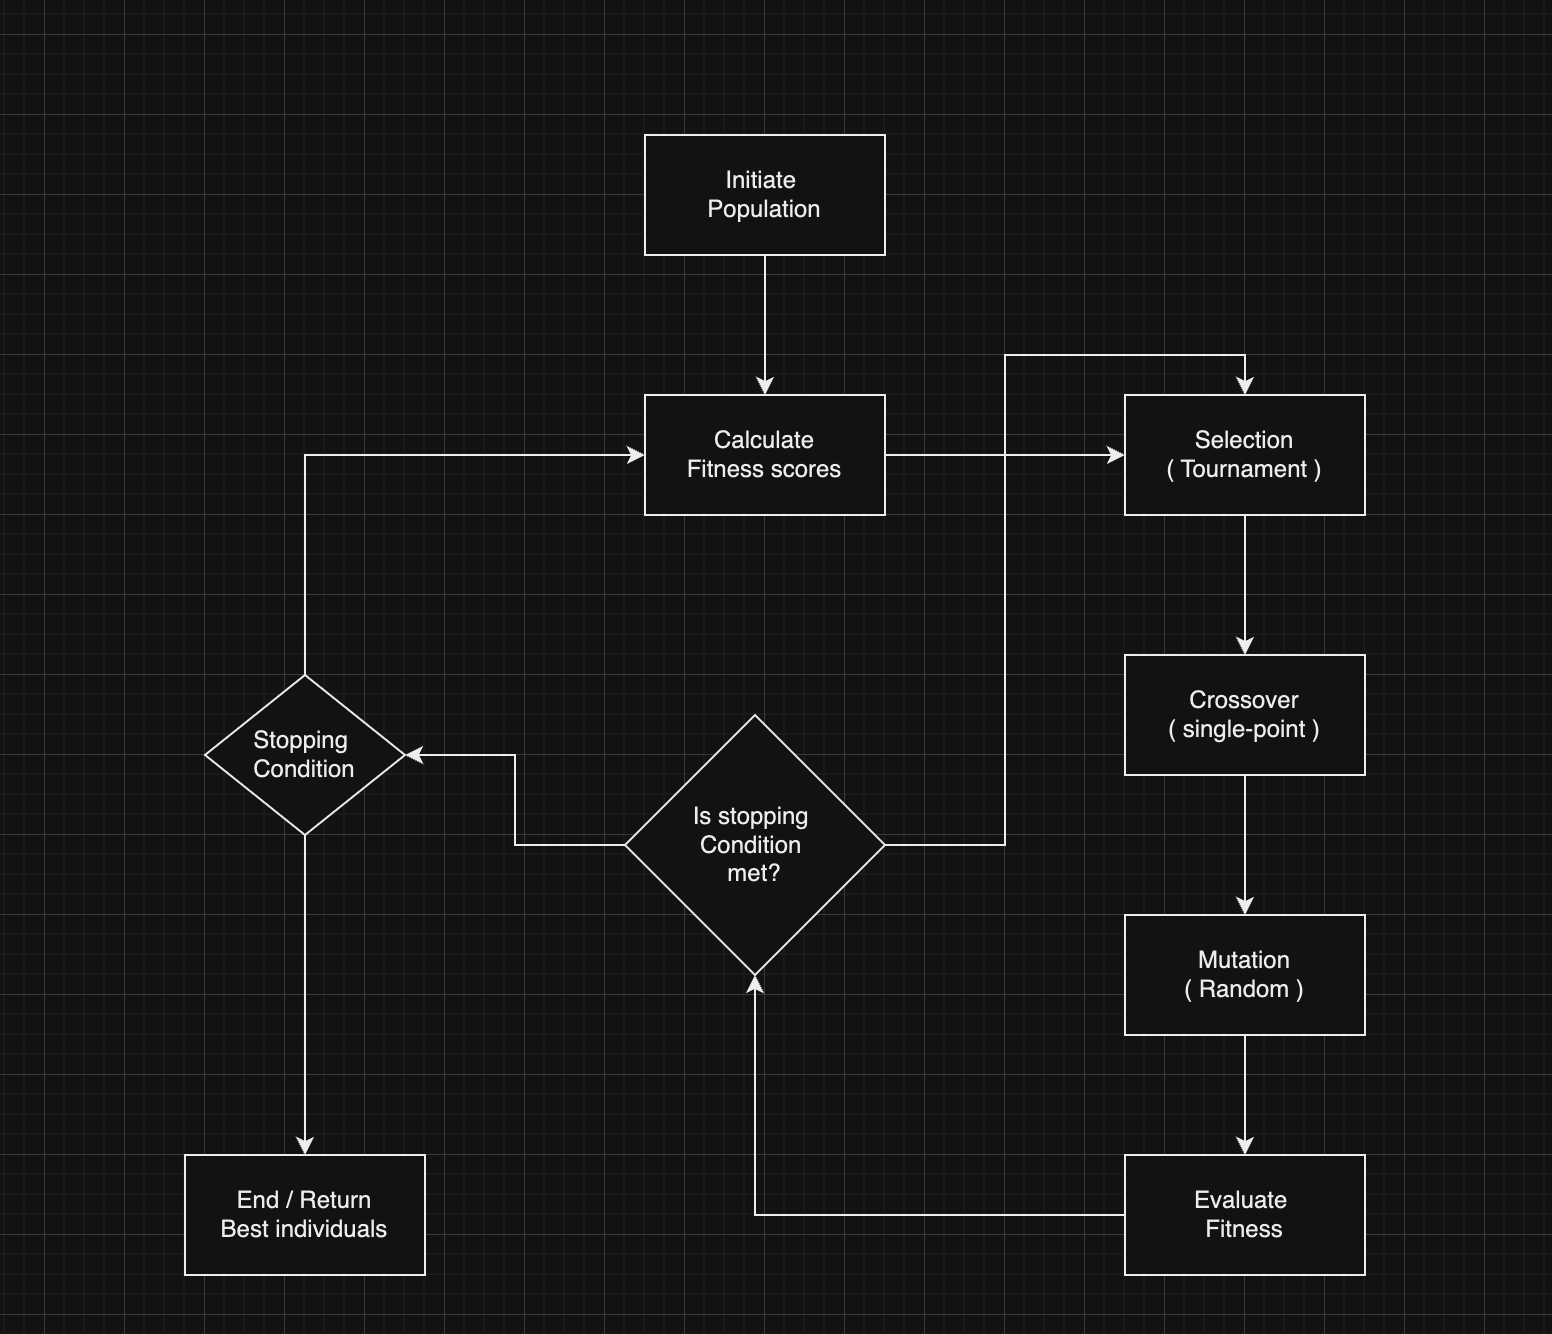 Initiate
Population
Calculate
Fitness scores
Selection
( Tournament )
Crossover
( single-point )
Stopping
Condition
Is stopping
Condition
met?
Mutation
( Random )
End / Return
Best individuals
Evaluate
Fitness